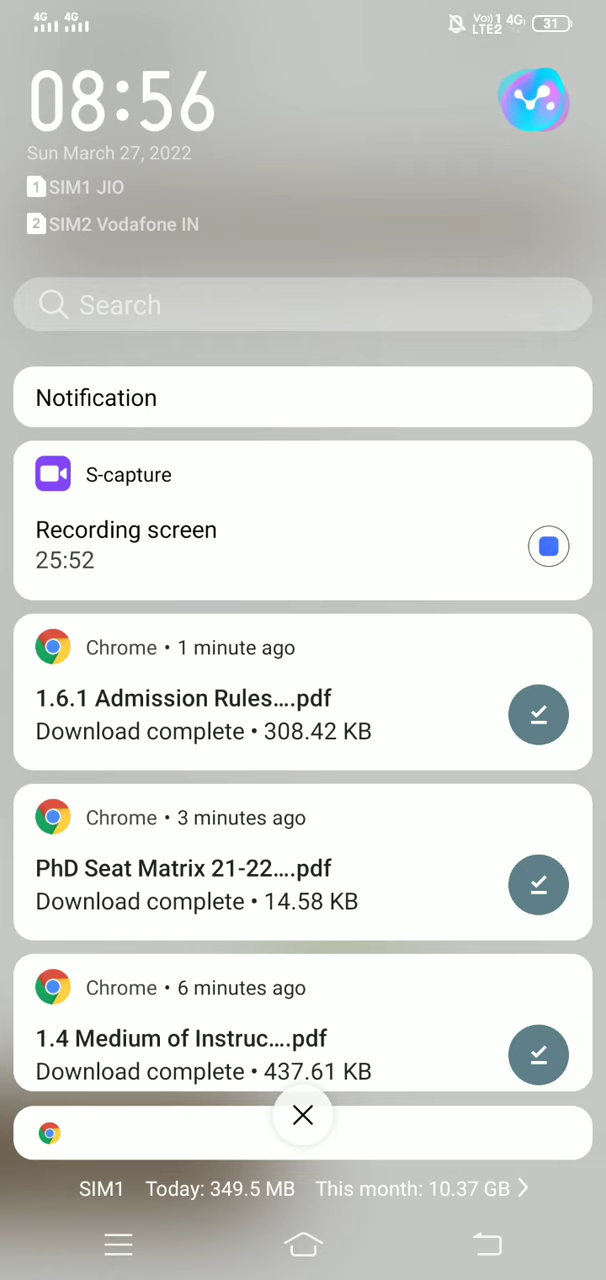 4G 4G Vo))1 4G LTE2 31
08:56
Sun March 27, 2022
1 SIM1 JIO
2 SIM2 Vodafone IN
Search
Notification
S-capture
Recording screen
25:52
Chrome • 1 minute ago
1.6.1 Admission Rules....pdf
Download complete • 308.42 KB
Chrome • 3 minutes ago
PhD Seat Matrix 21-22....pdf
Download complete • 14.58 KB
Chrome • 6 minutes ago
1.4 Medium of Instruc....pdf
Download complete • 437.61 KB
SIM1 Today: 349.5 MB This month: 10.37 GB